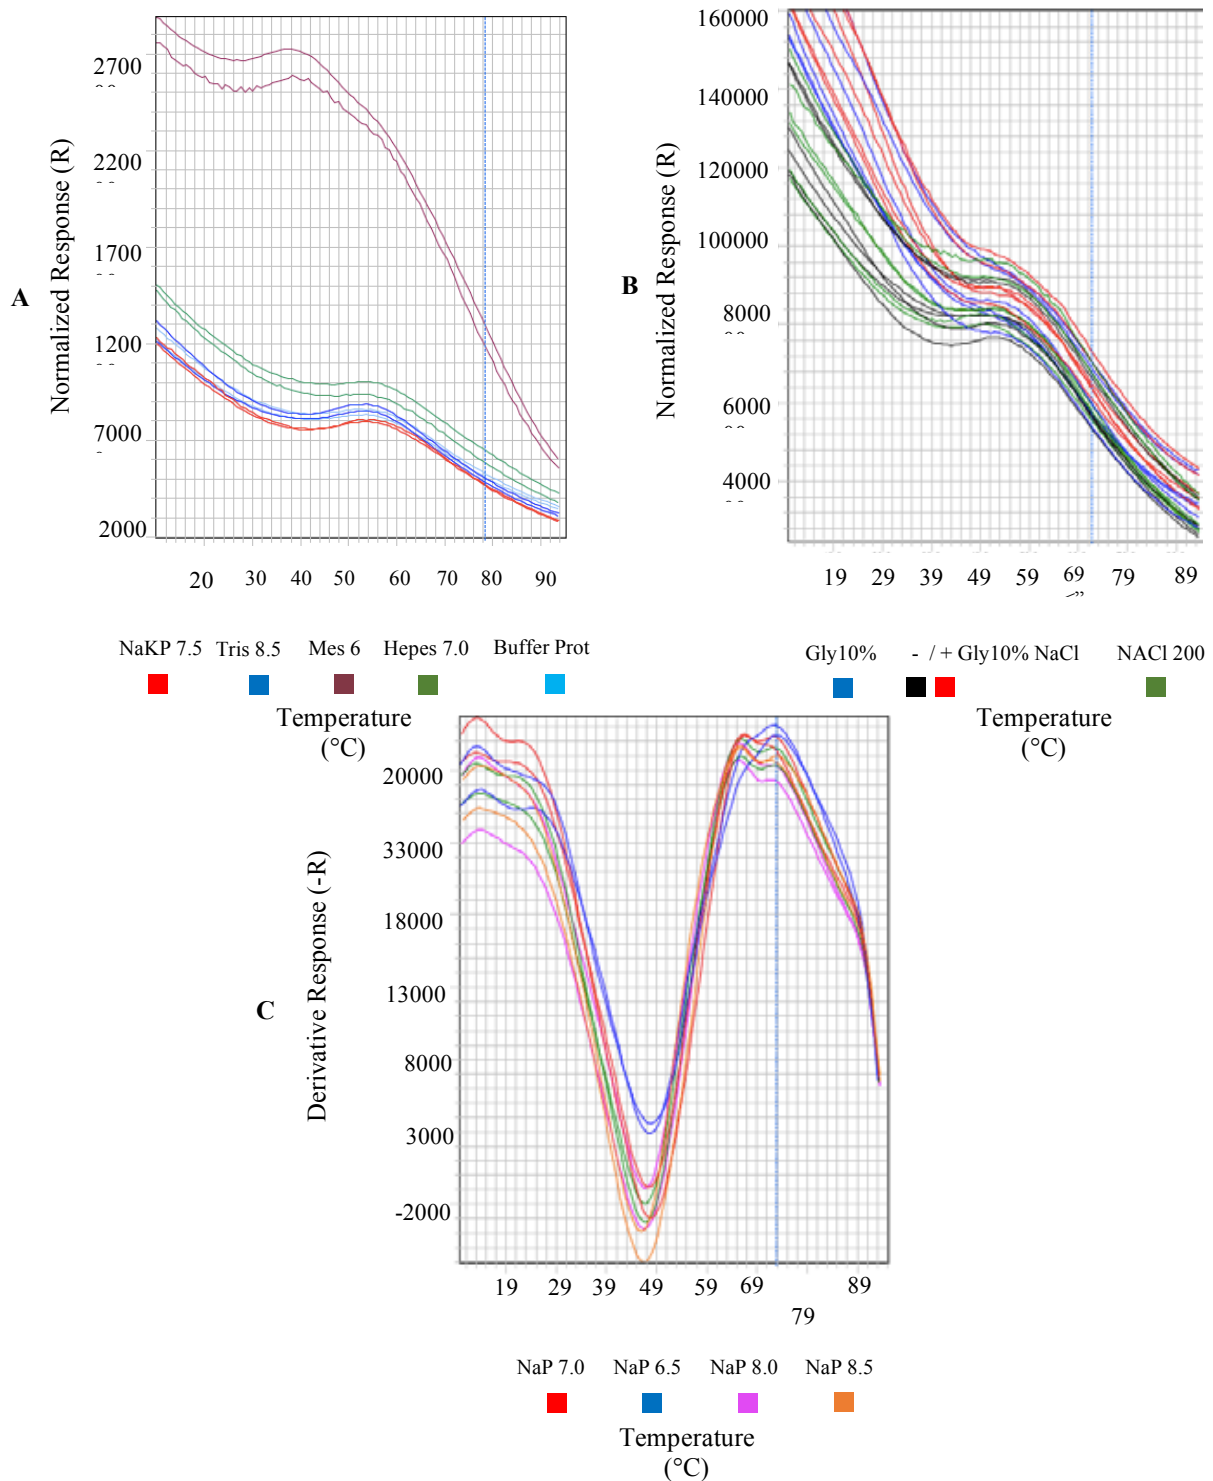 A
Normalized Response (R)
2700
2200
1700
1200
7000
2000
20 30 40 50 60 70 80 90
NaKP 7.5 Tris 8.5 Mes 6 Hepes 7.0 Buffer Prot
Temperature
(°C)
B
Normalized Response (R)
160000
140000
120000
100000
8000
6000
4000
19 29 39 49 59 69 79 89
Gly10% - / + Gly10% NaCl NACl 200
Temperature
(°C)
C
Derivative Response (-R)
20000
33000
18000
13000
8000
3000
-2000
19 29 39 49 59 69 79 89
NaP 7.0 NaP 6.5 NaP 8.0 NaP 8.5
Temperature
(°C)